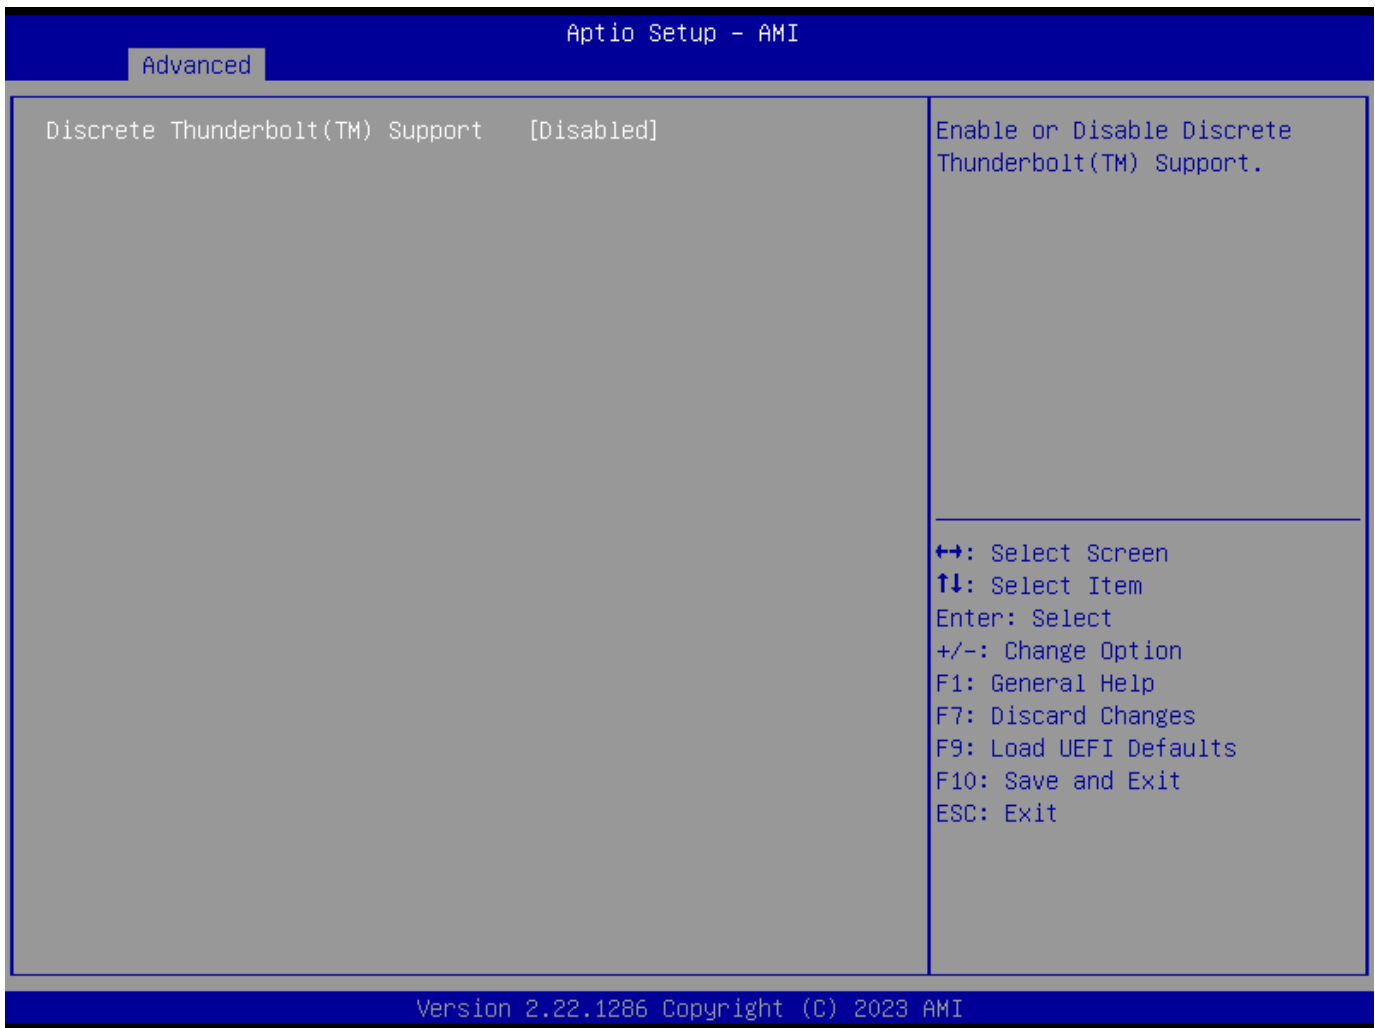 Aptio Setup – AMI
Advanced
Discrete Thunderbolt(TM) Support [Disabled]
Enable or Disable Discrete
Thunderbolt(TM) Support.
↔: Select Screen
↑↓: Select Item
Enter: Select
+/-: Change Option
F1: General Help
F7: Discard Changes
F9: Load UEFI Defaults
F10: Save and Exit
ESC: Exit
Version 2.22.1286 Copyright (C) 2023 AMI